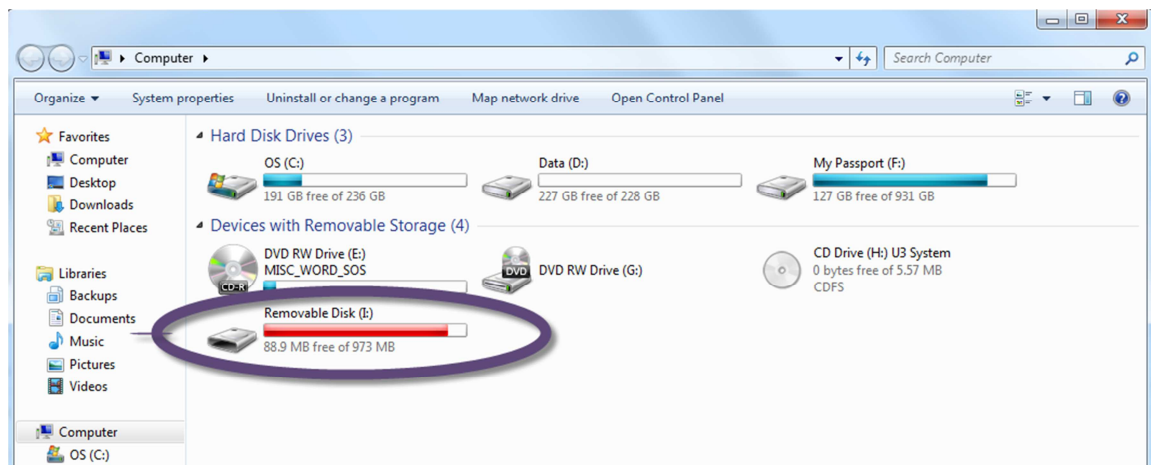 Computer
Search Computer
Organize
System properties
Uninstall or change a program
Map network drive
Open Control Panel
Favorites
Computer
Desktop
Downloads
Recent Places
Libraries
Backups
Documents
Music
Pictures
Videos
Computer
OS (C:)
Hard Disk Drives (3)
OS (C:)
191 GB free of 236 GB
Data (D:)
227 GB free of 228 GB
My Passport (F:)
127 GB free of 931 GB
Devices with Removable Storage (4)
DVD RW Drive (E:)
MISC_WORD_SOS
CD-R
DVD
DVD RW Drive (G:)
CD Drive (H:) U3 System
0 bytes free of 5.57 MB
CDFS
Removable Disk (I:)
88.9 MB free of 973 MB